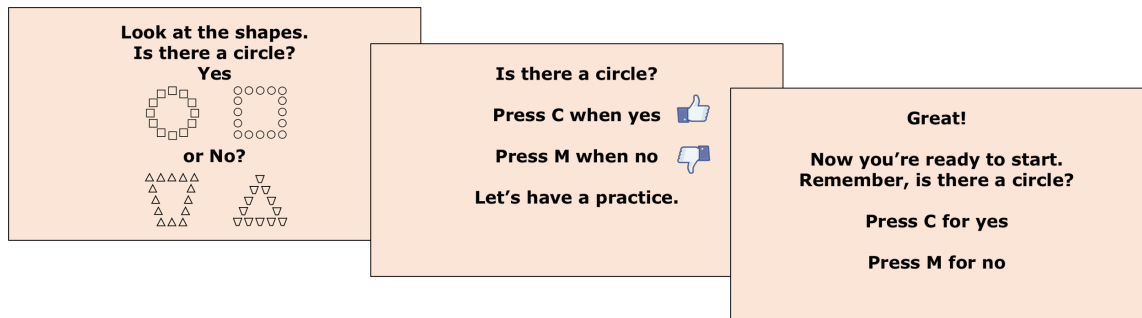 Look at the shapes.
Is there a circle?
Yes
or No?
Is there a circle?
Press C when yes
Press M when no
Let's have a practice.
Great!
Now you're ready to start.
Remember, is there a circle?
Press C for yes
Press M for no